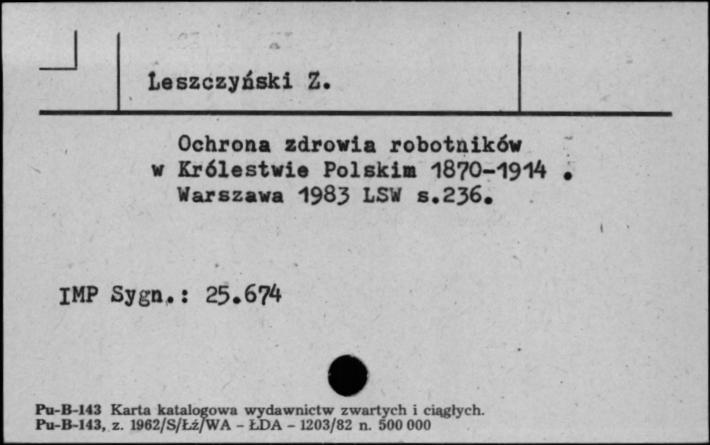 Leszczyński Z.
Ochrona zdrowia robotników
w Królestwie Polskim 1870-1914 .
Warszawa 1983 LSW s.236.
IMP Sygn.: 25.674
Pu-B-143 Karta katalogowa wydawnictw zwartych i ciągłych.
Pu-B-143, z. 1962/S/Łź/WA - ŁDA - 1203/82 n. 500 000